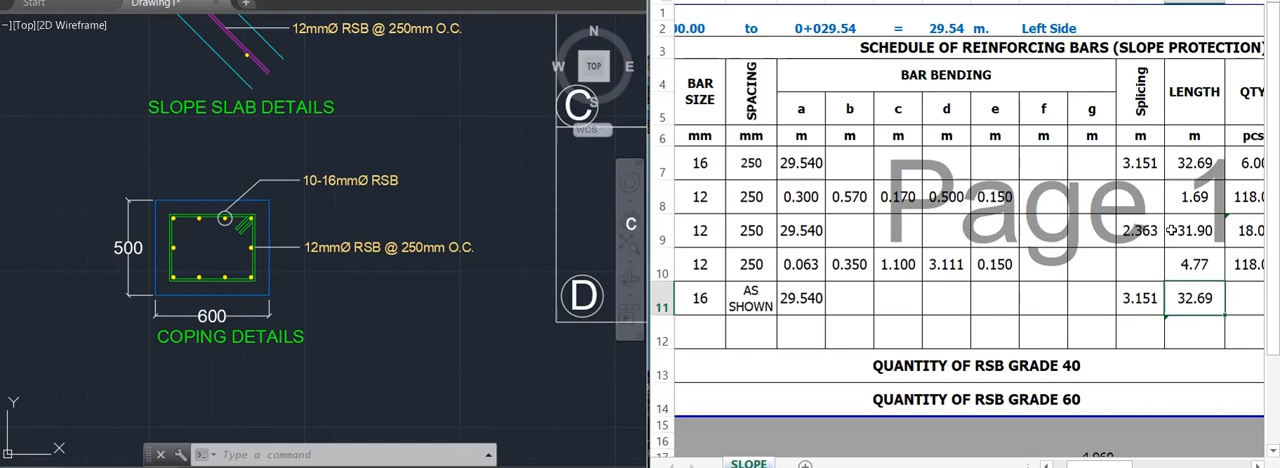 Start
Drawing1*
−][Top][2D Wireframe]
12mmØ RSB @ 250mm O.C.
SLOPE SLAB DETAILS
10-16mmØ RSB
500
12mmØ RSB @ 250mm O.C.
600
COPING DETAILS
N
W TOP E
S
WCS
C
C
D
Y
X
Type a command
1
2 00.00 to 0+029.54 = 29.54 m. Left Side
3 SCHEDULE OF REINFORCING BARS (SLOPE PROTECTION)
4 BAR SIZE SPACING BAR BENDING Splicing LENGTH QTY
5 a b c d e f g
6 mm mm m m m m m m m m m pcs
7 16 250 29.540 3.151 32.69 6.00
8 12 250 0.300 0.570 0.170 0.500 0.150 1.69 118.0
9 12 250 29.540 2.363 31.90 18.0
10 12 250 0.063 0.350 1.100 3.111 0.150 4.77 118.0
11 16 AS SHOWN 29.540 3.151 32.69
12
13 QUANTITY OF RSB GRADE 40
14 QUANTITY OF RSB GRADE 60
15
16
17
Page 1
SLOPE